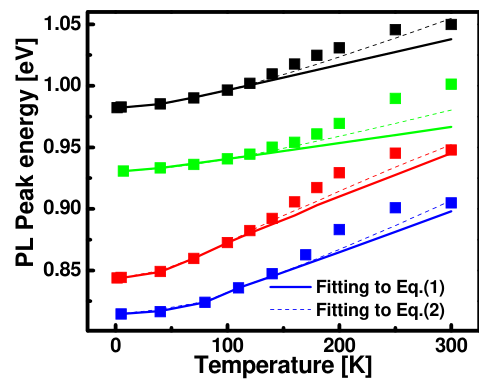 PL Peak energy [eV]
1.05
1.00
0.95
0.90
0.85
Fitting to Eq.(1)
Fitting to Eq.(2)
0 100 200 300
Temperature [K]